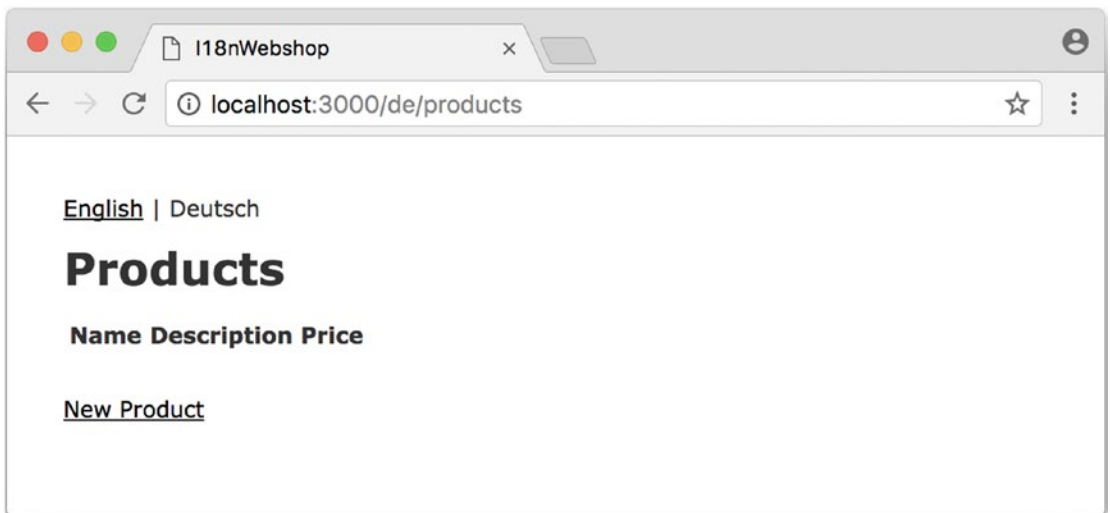 I18nWebshop
localhost:3000/de/products
English | Deutsch
Products
Name Description Price
New Product